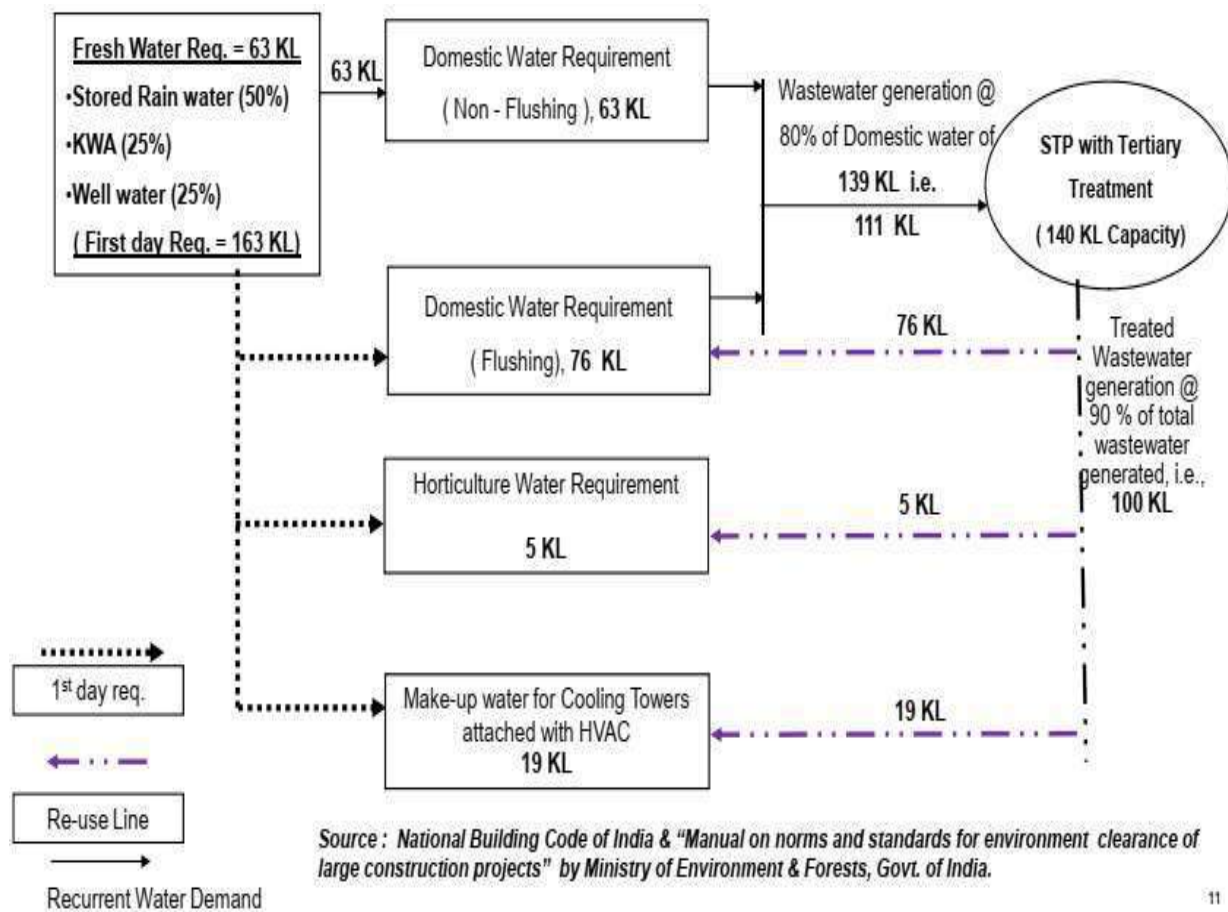 Fresh Water Req. = 63 KL
•Stored Rain water (50%)
•KWA (25%)
•Well water (25%)
( First day Req. = 163 KL)
63 KL
Domestic Water Requirement
( Non - Flushing ), 63 KL
Wastewater generation @
80% of Domestic water of
139 KL i.e.
111 KL
STP with Tertiary
Treatment
( 140 KL Capacity)
Domestic Water Requirement
( Flushing), 76 KL
76 KL
Treated
Wastewater
generation @
90 % of total
wastewater
generated, i.e.,
100 KL
Horticulture Water Requirement
5 KL
5 KL
Make-up water for Cooling Towers
attached with HVAC
19 KL
19 KL
1st day req.
Re-use Line
Recurrent Water Demand
Source : National Building Code of India & “Manual on norms and standards for environment clearance of
large construction projects” by Ministry of Environment & Forests, Govt. of India.
11